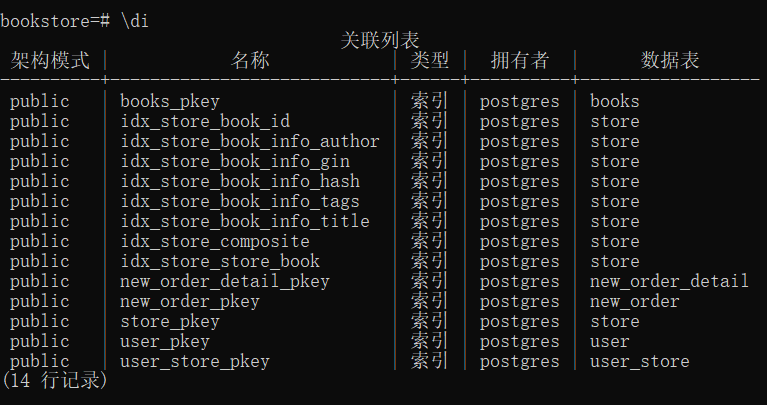 bookstore=# \di
关联列表
架构模式 | 名称 | 类型 | 拥有者 | 数据表
----------+----------------------------+------+----------+------------------
public | books_pkey | 索引 | postgres | books
public | idx_store_book_id | 索引 | postgres | store
public | idx_store_book_info_author | 索引 | postgres | store
public | idx_store_book_info_gin | 索引 | postgres | store
public | idx_store_book_info_hash | 索引 | postgres | store
public | idx_store_book_info_tags | 索引 | postgres | store
public | idx_store_book_info_title | 索引 | postgres | store
public | idx_store_composite | 索引 | postgres | store
public | idx_store_store_book | 索引 | postgres | store
public | new_order_detail_pkey | 索引 | postgres | new_order_detail
public | new_order_pkey | 索引 | postgres | new_order
public | store_pkey | 索引 | postgres | store
public | user_pkey | 索引 | postgres | user
public | user_store_pkey | 索引 | postgres | user_store
(14 行记录)